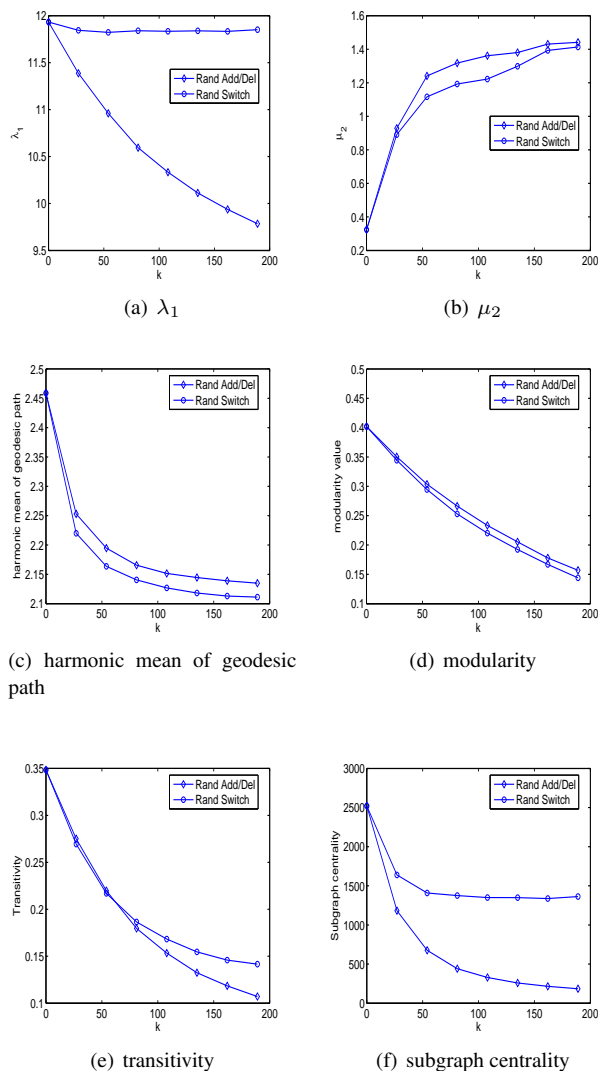 12
11.5
11
10.5
10
9.5
λ1
0
50
100
150
200
k
Rand Add/Del
Rand Switch
(a) λ1
1.6
1.4
1.2
1
0.8
0.6
0.4
0.2
μ2
0
50
100
150
200
k
Rand Add/Del
Rand Switch
(b) μ2
2.5
2.45
2.4
2.35
2.3
2.25
2.2
2.15
2.1
harmonic mean of geodesic path
0
50
100
150
200
k
Rand Add/Del
Rand Switch
(c) harmonic mean of geodesic
path
0.5
0.45
0.4
0.35
0.3
0.25
0.2
0.15
0.1
modularity value
0
50
100
150
200
k
Rand Add/Del
Rand Switch
(d) modularity
0.35
0.3
0.25
0.2
0.15
0.1
Transitivity
0
50
100
150
200
k
Rand Add/Del
Rand Switch
(e) transitivity
3000
2500
2000
1500
1000
500
0
Subgraph centrality
0
50
100
150
200
k
Rand Add/Del
Rand Switch
(f) subgraph centrality